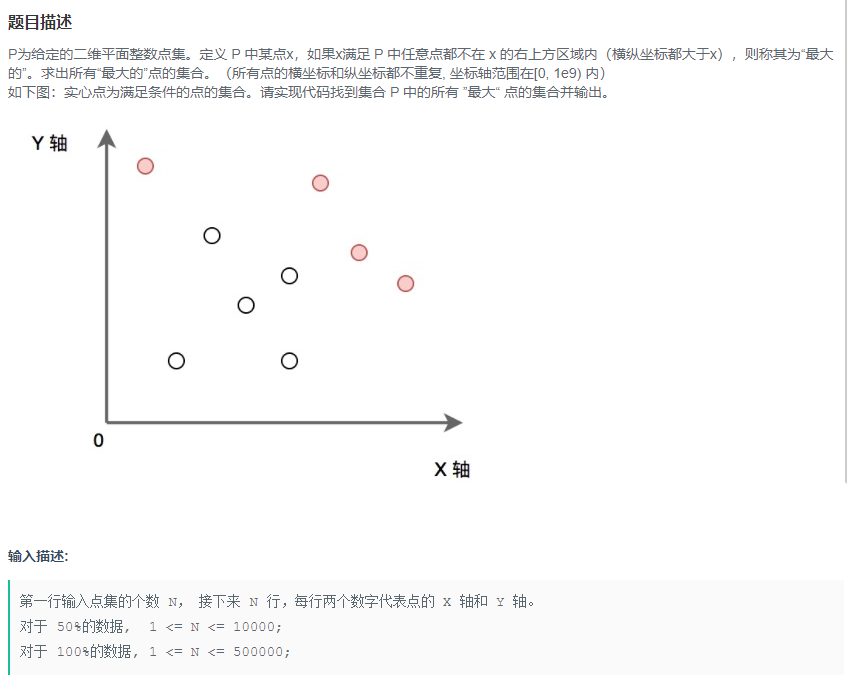 题目描述
P为给定的二维平面整数点集。定义 P 中某点x，如果x满足 P 中任意点都不在 x 的右上方区域内（横纵坐标都大于x），则称其为“最大
的”。求出所有“最大的”点的集合。（所有点的横坐标和纵坐标都不重复, 坐标轴范围在[0, 1e9) 内）
如下图：实心点为满足条件的点的集合。请实现代码找到集合 P 中的所有 ”最大“ 点的集合并输出。
Y 轴
0
X 轴
输入描述:
第一行输入点集的个数 N， 接下来 N 行，每行两个数字代表点的 X 轴和 Y 轴。
对于 50%的数据,  1 <= N <= 10000;
对于 100%的数据, 1 <= N <= 500000;